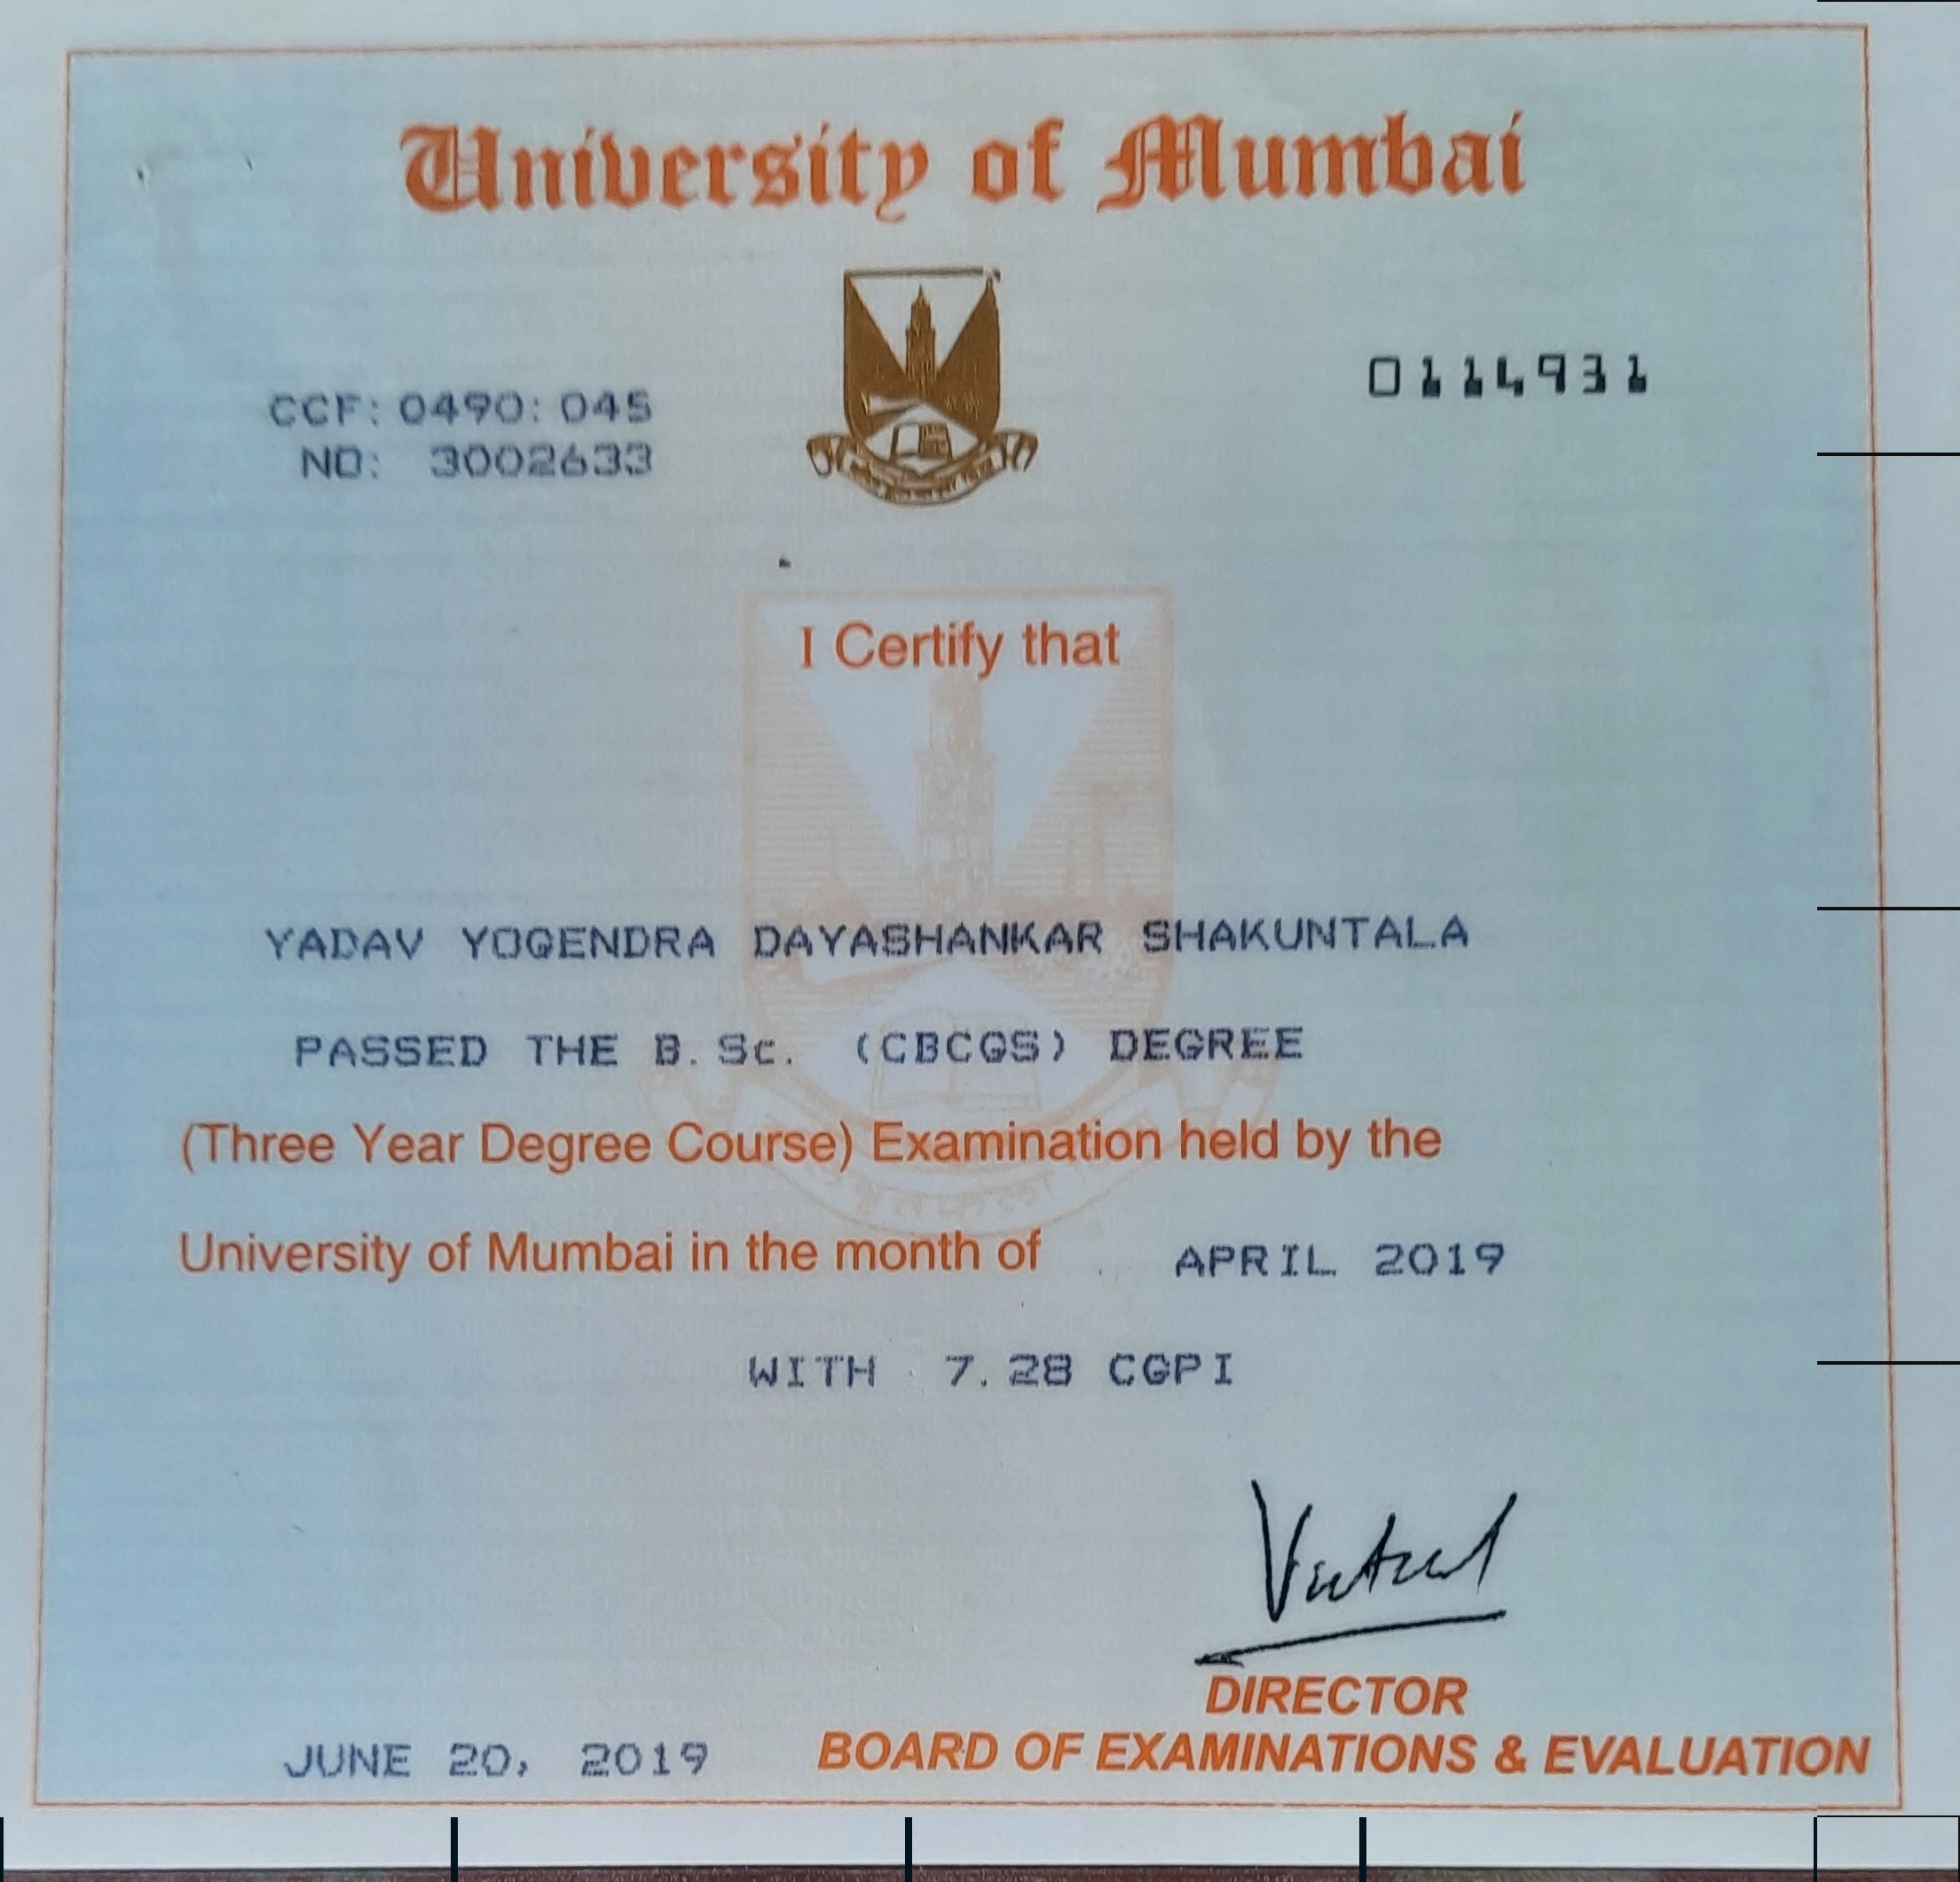 University of Mumbai
0114931
CCF: 0490: 045
NO: 3002633
I Certify that
YADAV YOGENDRA DAYASHANKAR SHAKUNTALA
PASSED THE B.Sc. (CBCGS) DEGREE
(Three Year Degree Course) Examination held by the
University of Mumbai in the month of APRIL 2019
WITH 7.28 CGPI
DIRECTOR
JUNE 20, 2019 BOARD OF EXAMINATIONS & EVALUATION